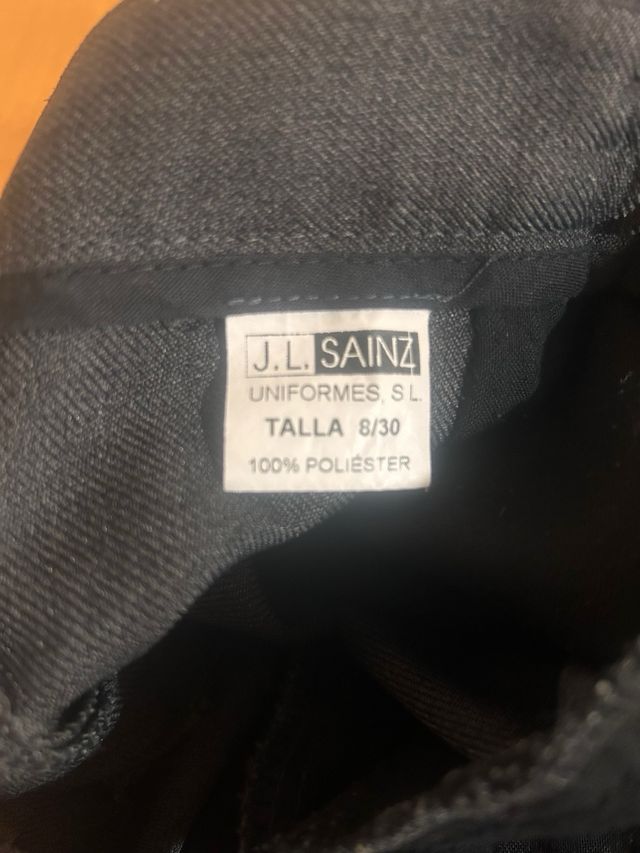 J.L. SAINZ
UNIFORMES, S L.
TALLA 8/30
100% POLIÉSTER